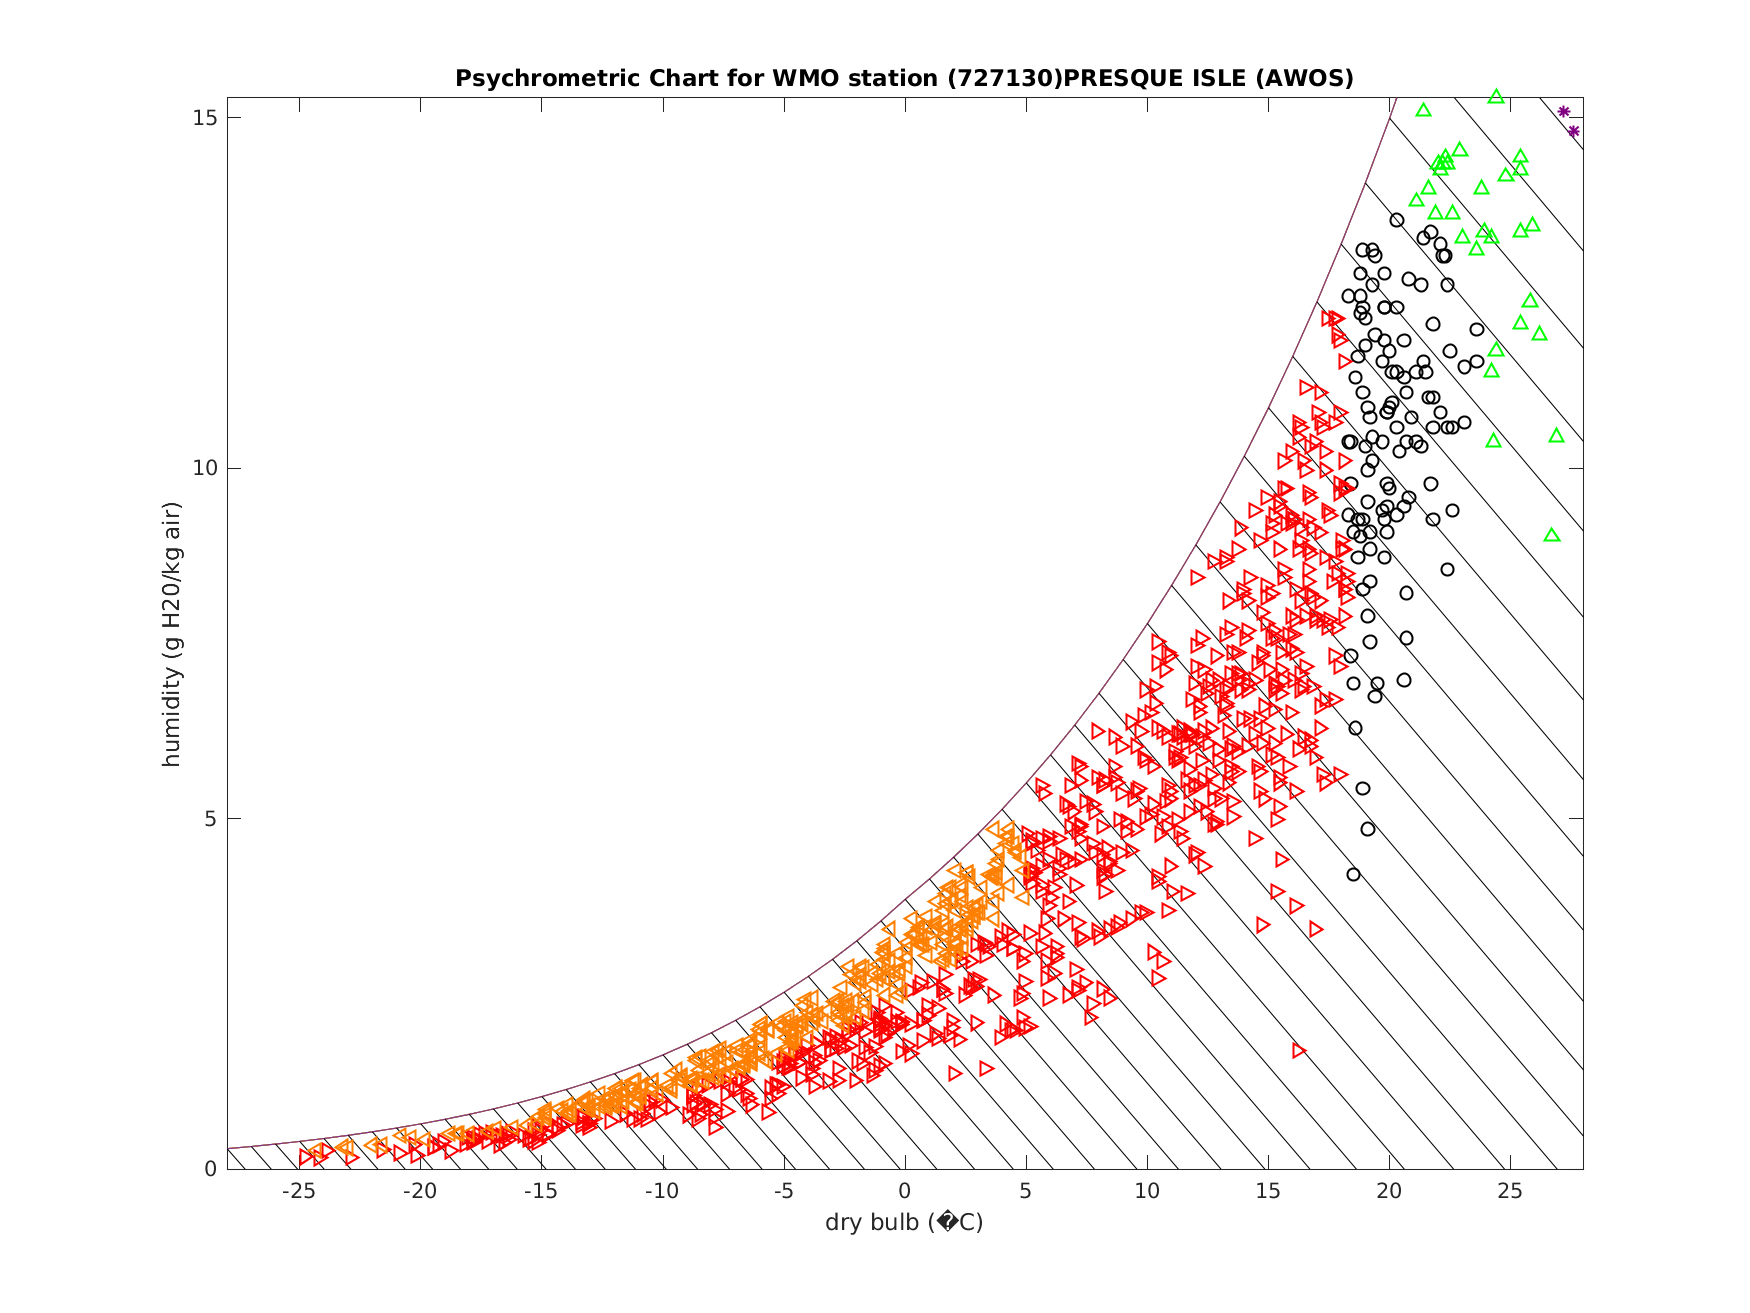 Psychrometric Chart for WMO station (727130)PRESQUE ISLE (AWOS)
15
10
5
0
humidity (g H20/kg air)
-25 -20 -15 -10 -5 0 5 10 15 20 25
dry bulb (�C)